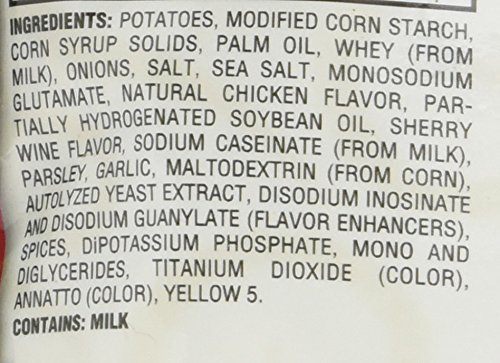 INGREDIENTS: POTATOES, MODIFIED CORN STARCH,
CORN SYRUP SOLIDS, PALM OIL, WHEY (FROM
MILK), ONIONS, SALT, SEA SALT, MONOSODIUM
GLUTAMATE, NATURAL CHICKEN FLAVOR, PAR-
TIALLY HYDROGENATED SOYBEAN OIL, SHERRY
WINE FLAVOR, SODIUM CASEINATE (FROM MILK),
PARSLEY, GARLIC, MALTODEXTRIN (FROM CORN),
AUTOLYZED YEAST EXTRACT, DISODIUM INOSINATE
AND DISODIUM GUANYLATE (FLAVOR ENHANCERS),
SPICES, DiPOTASSIUM PHOSPHATE, MONO AND
DIGLYCERIDES, TITANIUM DIOXIDE (COLOR),
ANNATTO (COLOR), YELLOW 5.
CONTAINS: MILK